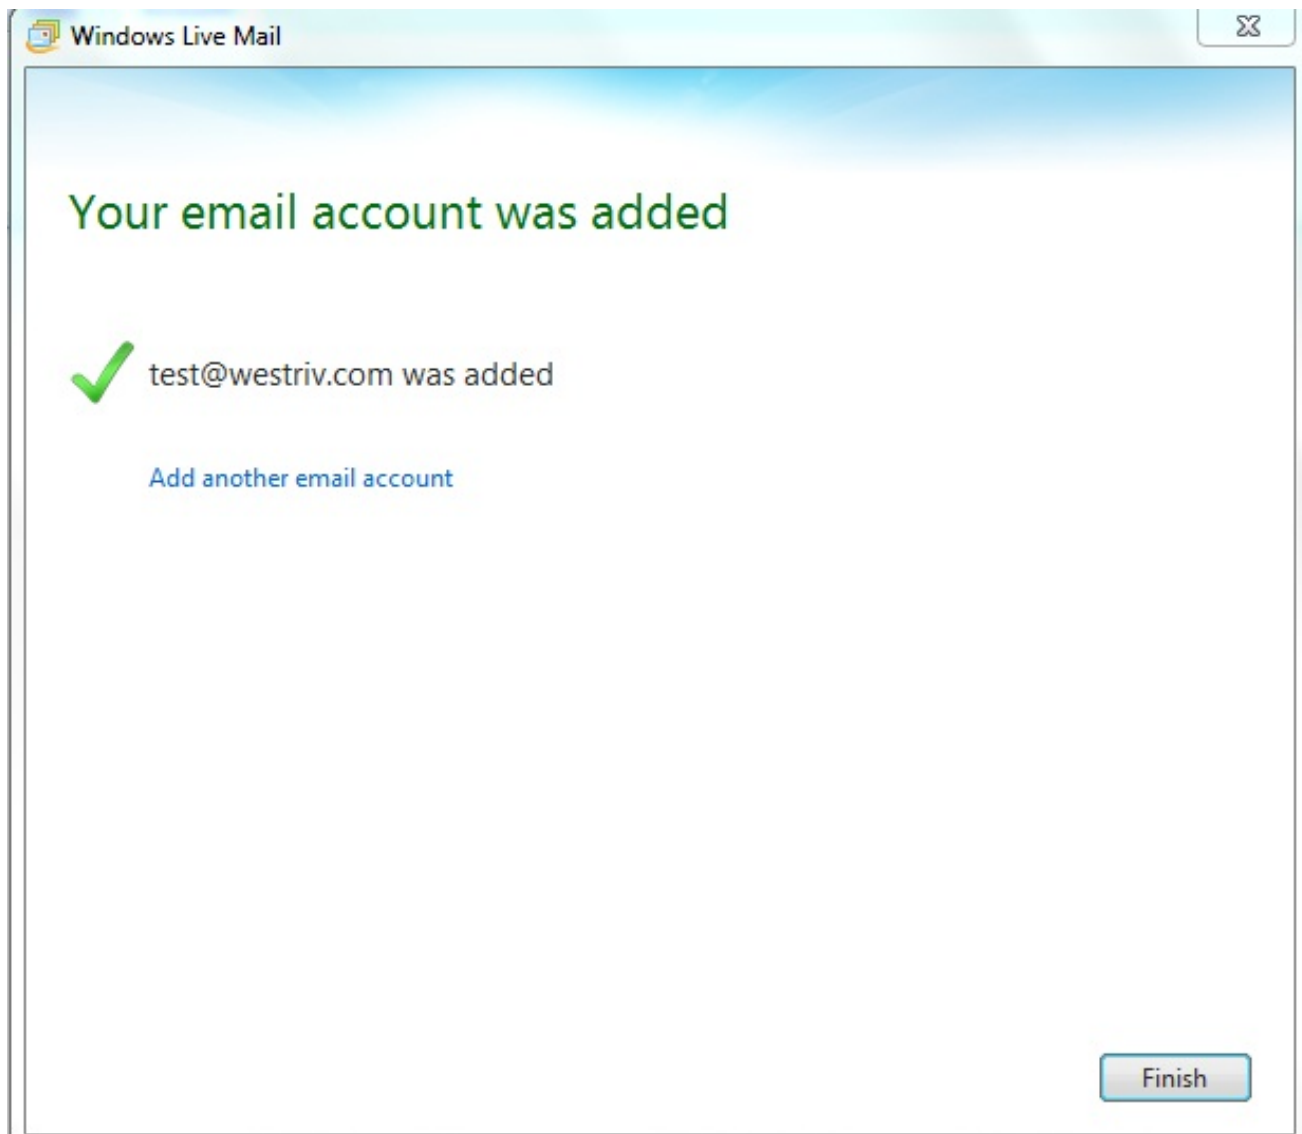 Windows Live Mail
Your email account was added
test@westriv.com was added
Add another email account
Finish